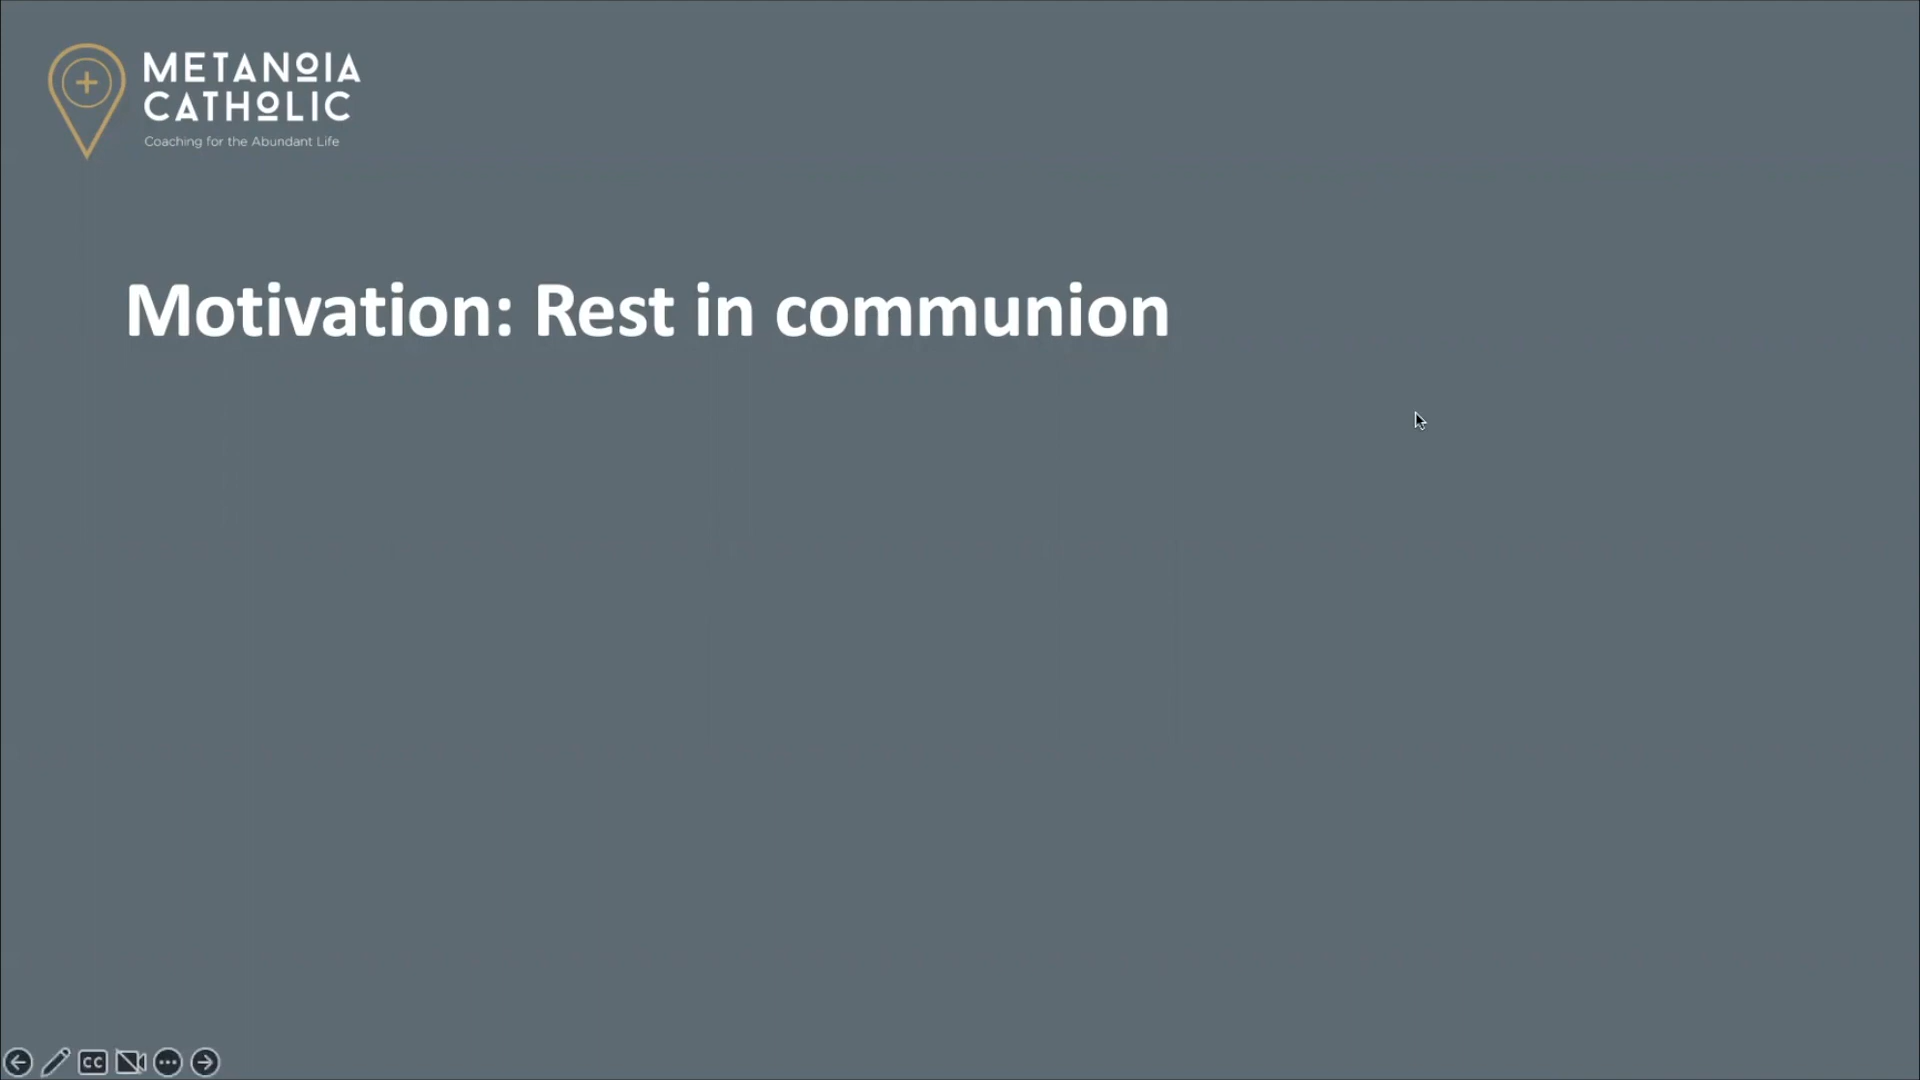 METANOIA
CATHOLIC
Coaching for the Abundant Life
Motivation: Rest in communion
CC